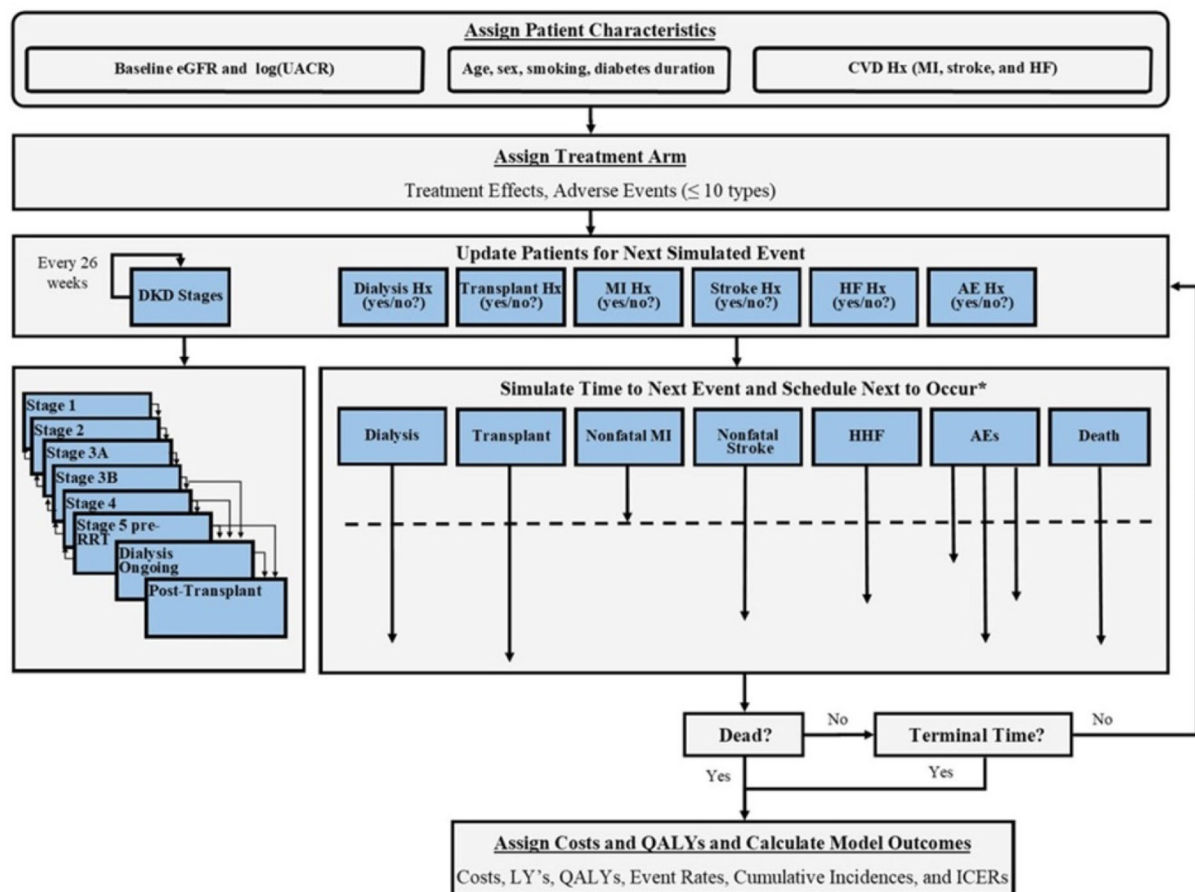 Assign Patient Characteristics
Baseline eGFR and log(UACR)
Age, sex, smoking, diabetes duration
CVD Hx (MI, stroke, and HF)
Assign Treatment Arm
Treatment Effects, Adverse Events (≤ 10 types)
Update Patients for Next Simulated Event
Every 26
weeks
DKD Stages
Dialysis Hx
(yes/no?)
Transplant Hx
(yes/no?)
MI Hx
(yes/no?)
Stroke Hx
(yes/no?)
HF Hx
(yes/no?)
AE Hx
(yes/no?)
Stage 1
Stage 2
Stage 3A
Stage 3B
Stage 4
Stage 5 pre-
RRT
Dialysis
Ongoing
Post-Transplant
Simulate Time to Next Event and Schedule Next to Occur*
Dialysis
Transplant
Nonfatal MI
Nonfatal
Stroke
HHF
AEs
Death
Dead?
No
Terminal Time?
No
Yes
Yes
Assign Costs and QALYs and Calculate Model Outcomes
Costs, LY's, QALYs, Event Rates, Cumulative Incidences, and ICERs